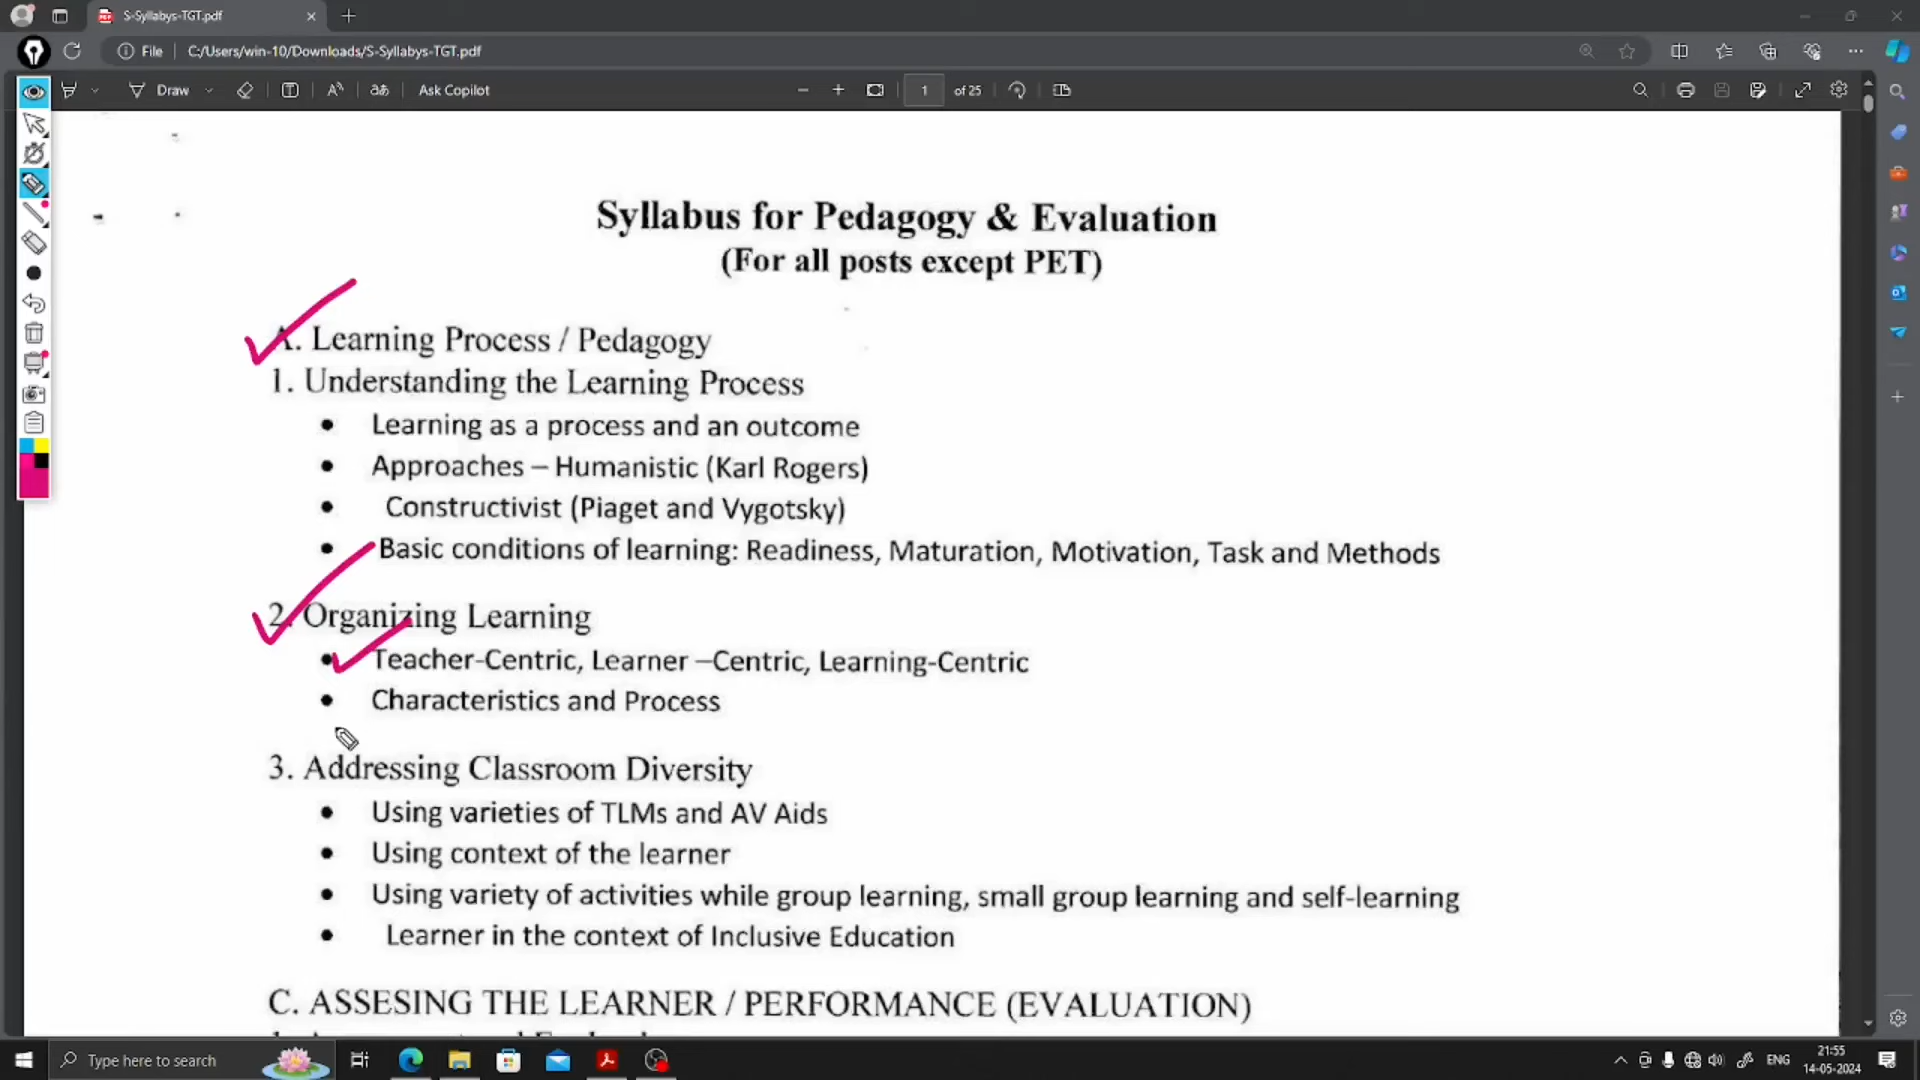 S-Syllabys-TGT.pdf
File
C:/Users/win-10/Downloads/S-Syllabys-TGT.pdf
Draw
Ask Copilot
1 of 25
Syllabus for Pedagogy & Evaluation
(For all posts except PET)
A. Learning Process / Pedagogy
1. Understanding the Learning Process
• Learning as a process and an outcome
• Approaches – Humanistic (Karl Rogers)
• Constructivist (Piaget and Vygotsky)
• Basic conditions of learning: Readiness, Maturation, Motivation, Task and Methods
2. Organizing Learning
• Teacher-Centric, Learner –Centric, Learning-Centric
• Characteristics and Process
3. Addressing Classroom Diversity
• Using varieties of TLMs and AV Aids
• Using context of the learner
• Using variety of activities while group learning, small group learning and self-learning
• Learner in the context of Inclusive Education
C. ASSESING THE LEARNER / PERFORMANCE (EVALUATION)
Type here to search
ENG
21:55
14-05-2024